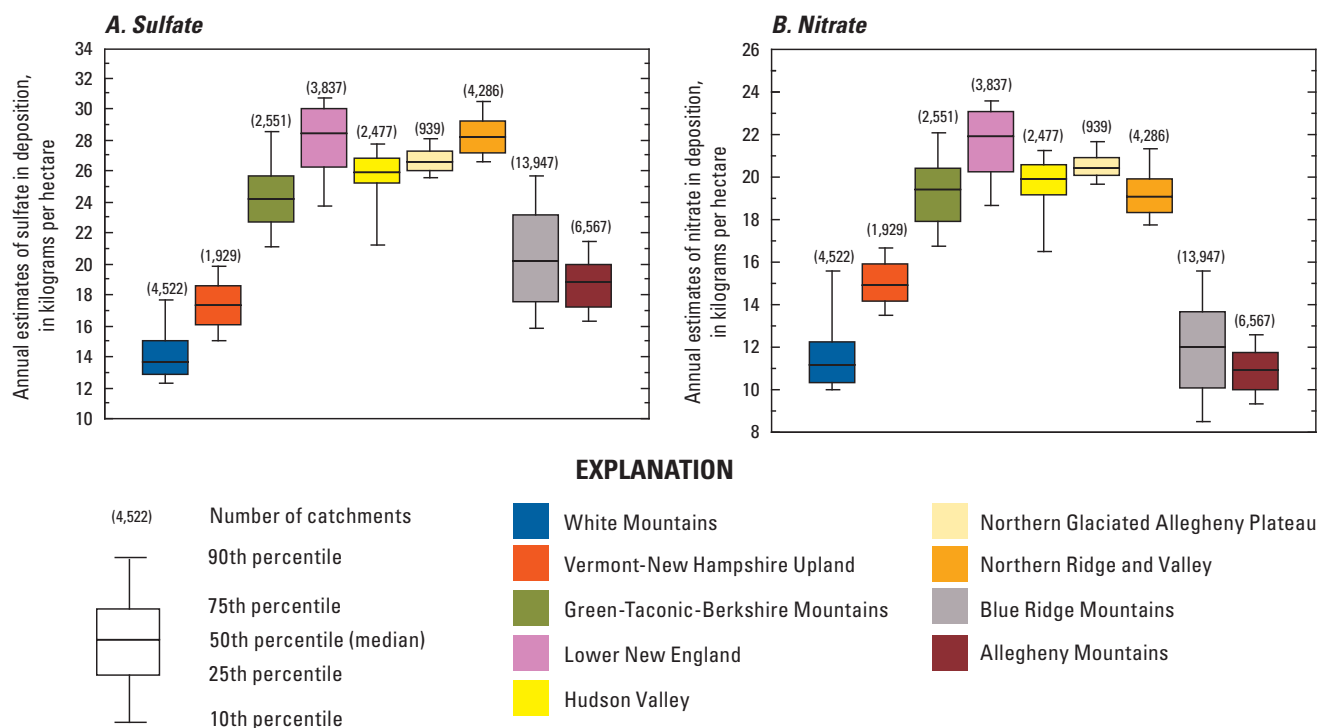 A. Sulfate
Annual estimates of sulfate in deposition,
in kilograms per hectare
34
32
30
28
26
24
22
20
18
16
14
12
10
(4,522)
(1,929)
(2,551)
(3,837)
(2,477)
(939)
(4,286)
(13,947)
(6,567)
B. Nitrate
Annual estimates of nitrate in deposition,
in kilograms per hectare
26
24
22
20
18
16
14
12
10
8
(4,522)
(1,929)
(2,551)
(3,837)
(2,477)
(939)
(4,286)
(13,947)
(6,567)
EXPLANATION
(4,522) Number of catchments
90th percentile
75th percentile
50th percentile (median)
25th percentile
10th percentile
White Mountains
Vermont-New Hampshire Upland
Green-Taconic-Berkshire Mountains
Lower New England
Hudson Valley
Northern Glaciated Allegheny Plateau
Northern Ridge and Valley
Blue Ridge Mountains
Allegheny Mountains